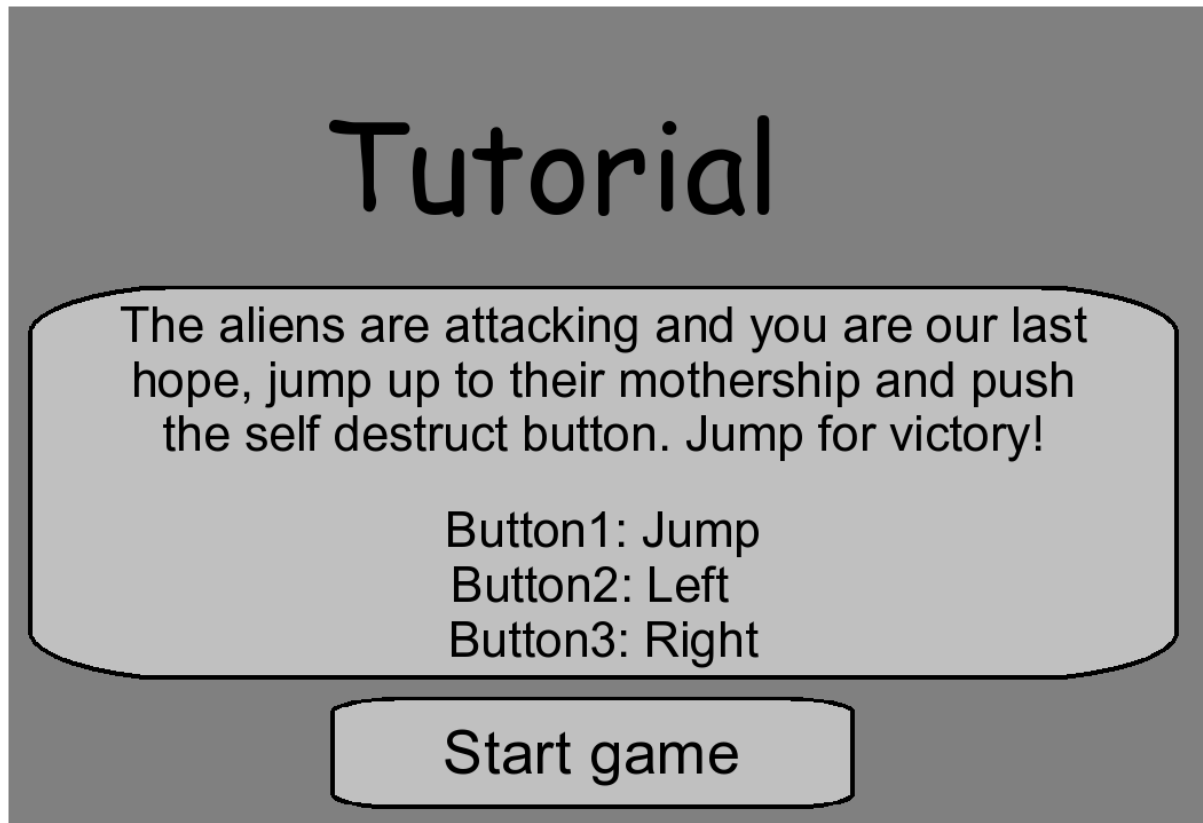 Tutorial
The aliens are attacking and you are our last
hope, jump up to their mothership and push
the self destruct button. Jump for victory!
Button1: Jump
Button2: Left
Button3: Right
Start game